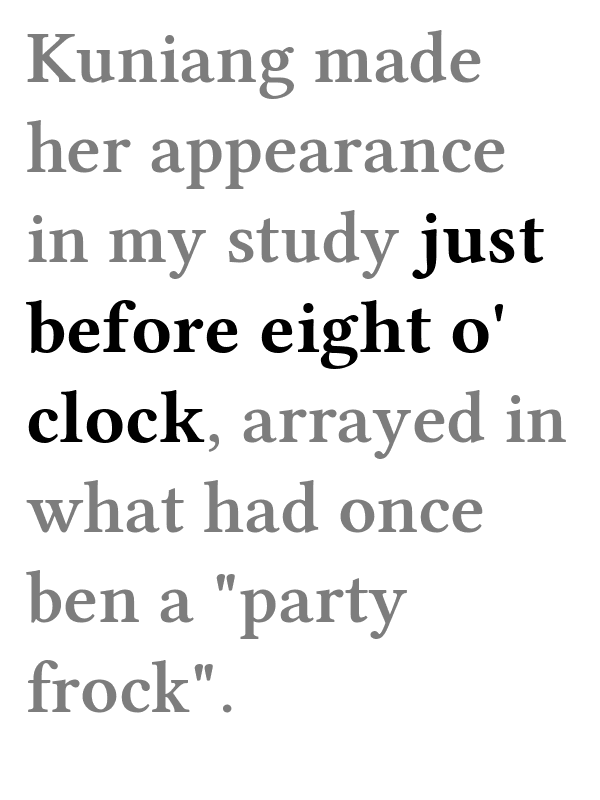 Kuniang made
her appearance
in my study just
before eight o'
clock, arrayed in
what had once
ben a "party
frock".